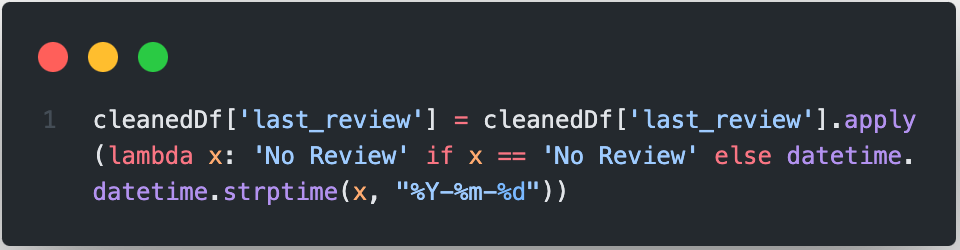 1 cleanedDf['last_review'] = cleanedDf['last_review'].apply
(lambda x: 'No Review' if x == 'No Review' else datetime.
datetime.strptime(x, "%Y-%m-%d"))